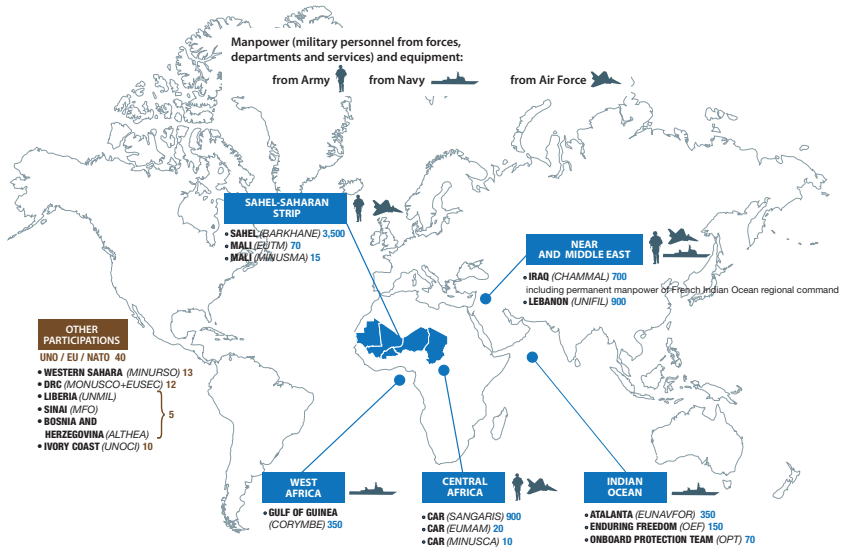 Manpower (military personnel from forces,
departments and services) and equipment:
from Army
from Navy
from Air Force
SAHEL-SAHARAN
STRIP
• SAHEL (BARKHANE) 3,500
• MALI (EUTM) 70
• MALI (MINUSMA) 15
NEAR
AND MIDDLE EAST
• IRAQ (CHAMMAL) 700
including permanent manpower of French Indian Ocean regional command
• LEBANON (UNIFIL) 900
OTHER
PARTICIPATIONS
UNO / EU / NATO 40
• WESTERN SAHARA (MINURSO) 13
• DRC (MONUSCO+EUSEC) 12
• LIBERIA (UNMIL)
• SINAI (MFO)
5
• BOSNIA AND
HERZEGOVINA (ALTHEA)
• IVORY COAST (UNOCI) 10
WEST
AFRICA
• GULF OF GUINEA
(CORYMBE) 350
CENTRAL
AFRICA
• CAR (SANGARIS) 900
• CAR (EUMAM) 20
• CAR (MINUSCA) 10
INDIAN
OCEAN
• ATALANTA (EUNAVFOR) 350
• ENDURING FREEDOM (OEF) 150
• ONBOARD PROTECTION TEAM (OPT) 70